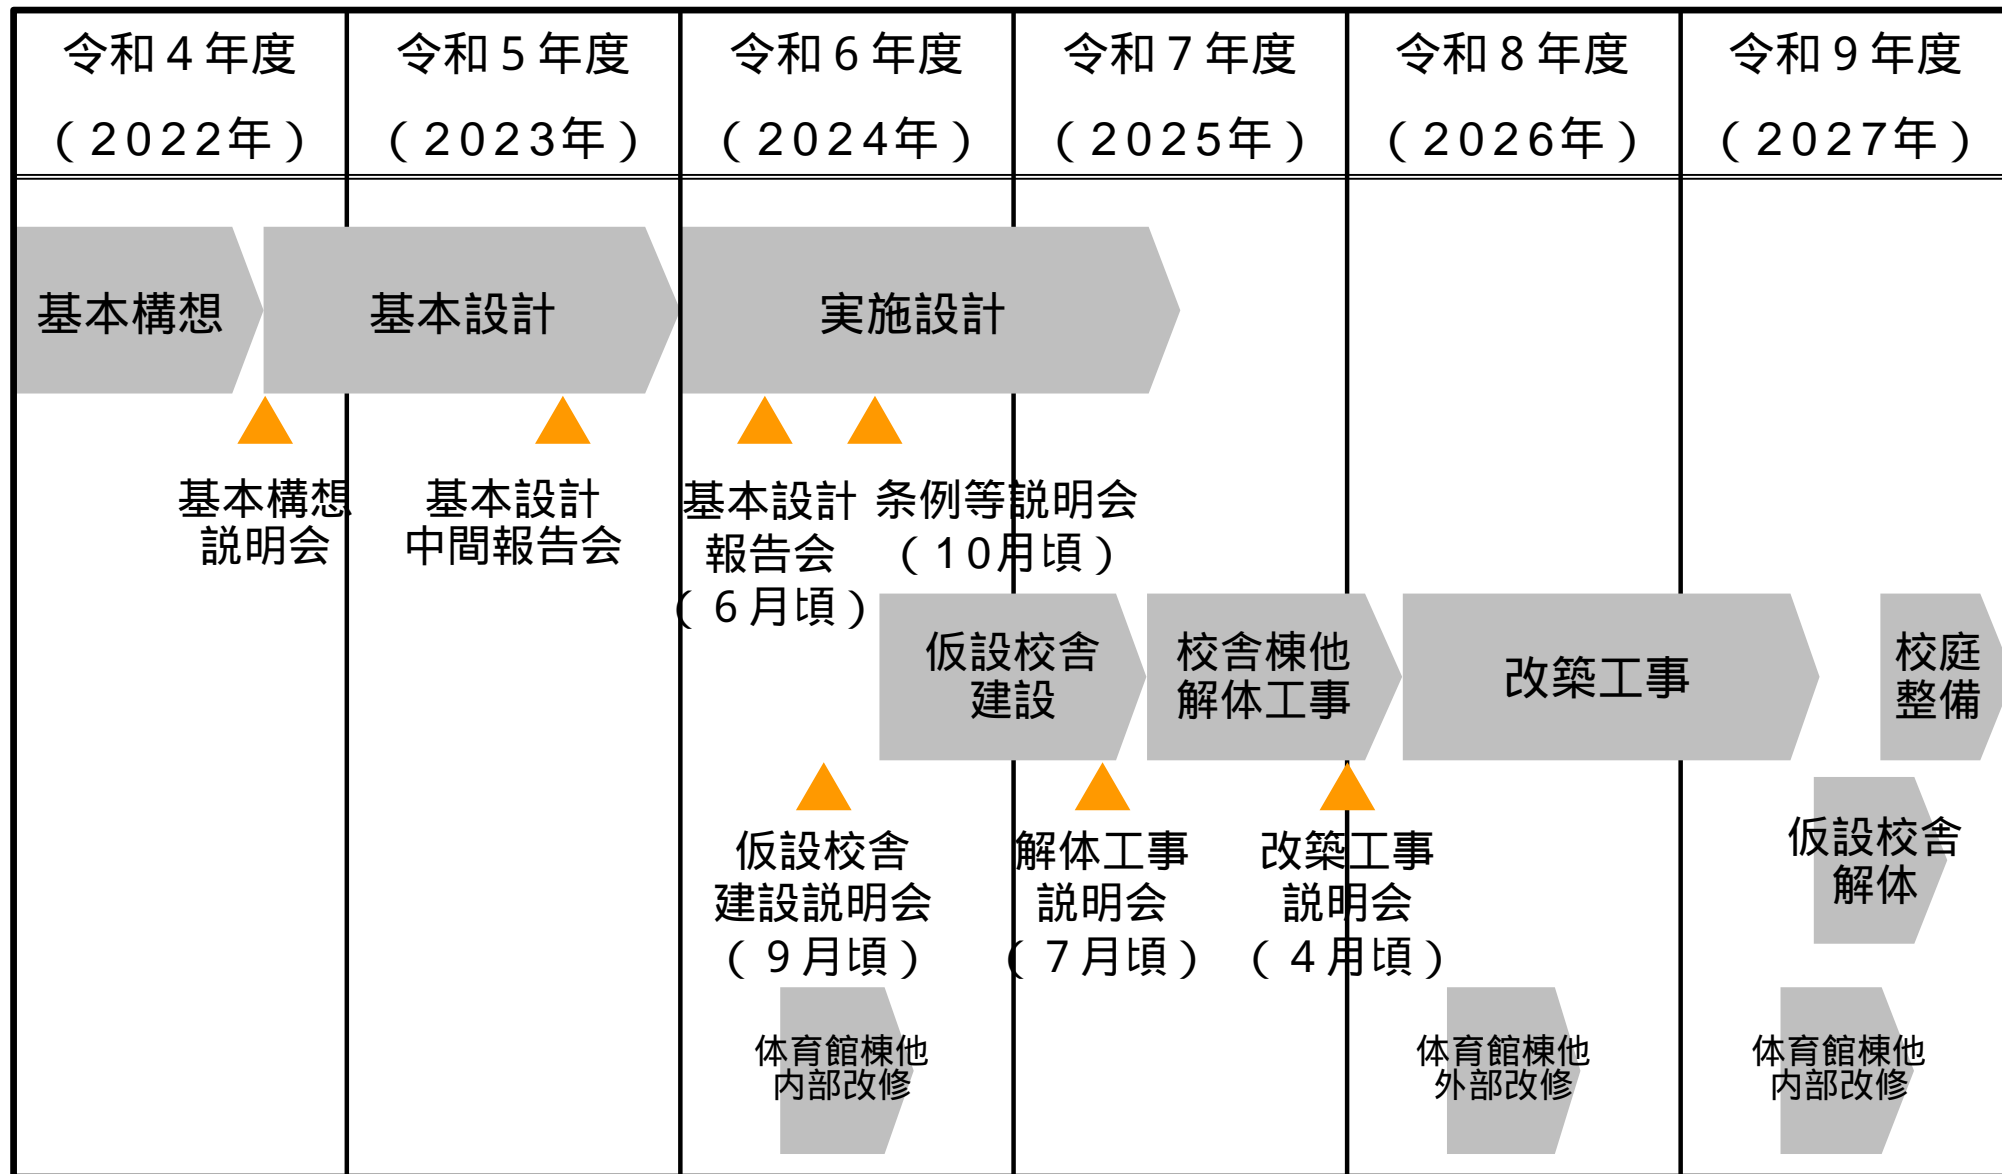 令和４年度
（2022年）
令和５年度
（2023年）
令和６年度
（2024年）
令和７年度
（2025年）
令和８年度
（2026年）
令和９年度
（2027年）
基本構想
基本設計
実施設計
基本構想
説明会
基本設計
中間報告会
基本設計
報告会
（６月頃）
条例等説明会
（10月頃）
仮設校舎
建設
校舎棟他
解体工事
改築工事
校庭
整備
仮設校舎
建設説明会
（９月頃）
解体工事
説明会
（７月頃）
改築工事
説明会
（４月頃）
仮設校舎
解体
体育館棟他
内部改修
体育館棟他
外部改修
体育館棟他
内部改修